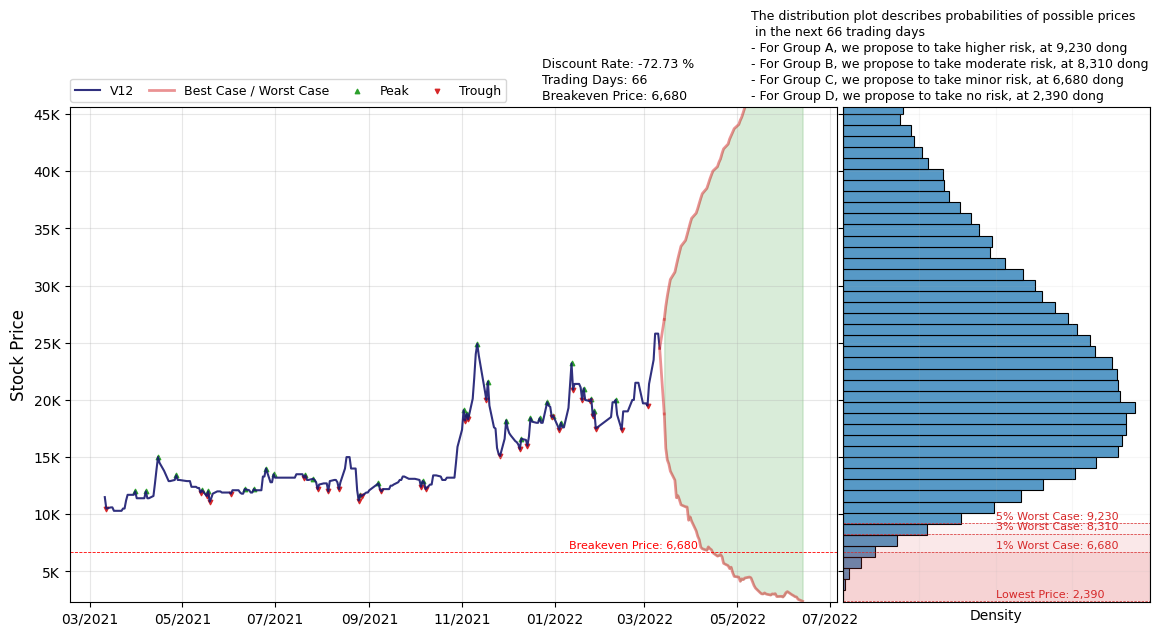 The distribution plot describes probabilities of possible prices
in the next 66 trading days
- For Group A, we propose to take higher risk, at 9,230 dong
- For Group B, we propose to take moderate risk, at 8,310 dong
- For Group C, we propose to take minor risk, at 6,680 dong
- For Group D, we propose to take no risk, at 2,390 dong
Discount Rate: -72.73 %
Trading Days: 66
Breakeven Price: 6,680
V12
Best Case / Worst Case
Peak
Trough
Stock Price
45K
40K
35K
30K
25K
20K
15K
10K
5K
Breakeven Price: 6,680
5% Worst Case: 9,230
3% Worst Case: 8,310
1% Worst Case: 6,680
Lowest Price: 2,390
03/2021
05/2021
07/2021
09/2021
11/2021
01/2022
03/2022
05/2022
07/2022
Density